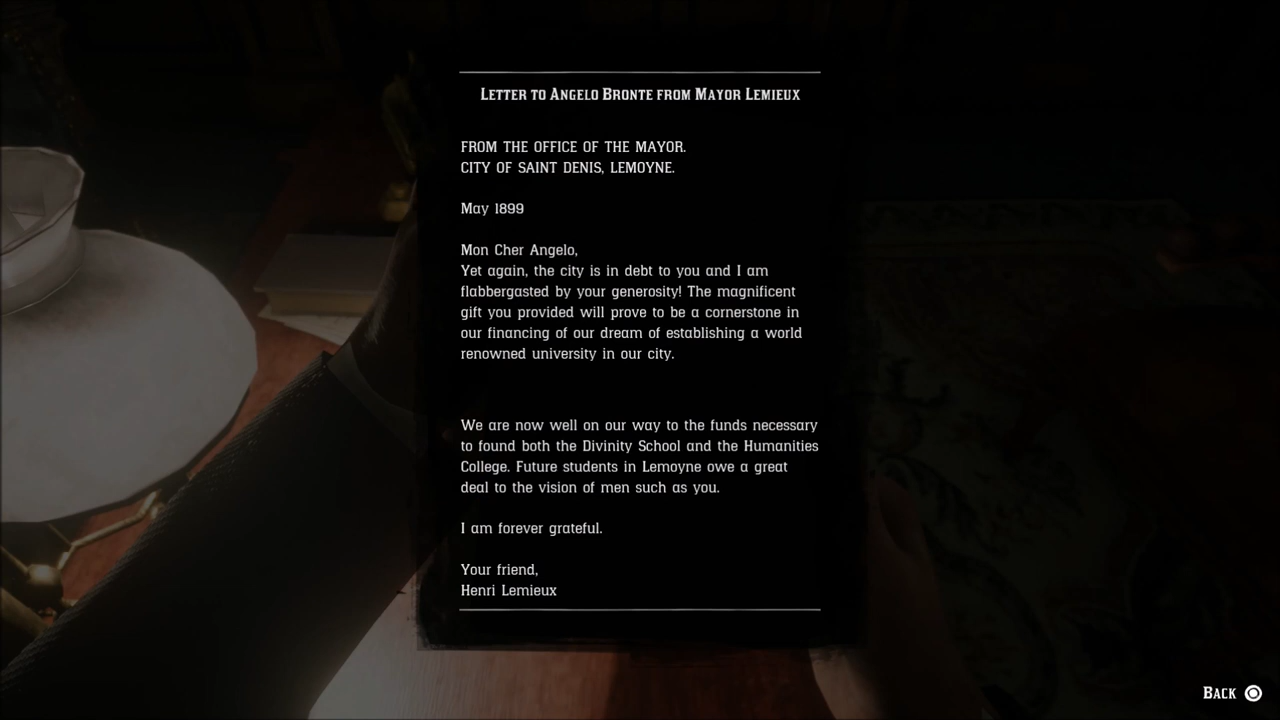 Letter to Angelo Bronte from Mayor Lemieux
FROM THE OFFICE OF THE MAYOR.
CITY OF SAINT DENIS, LEMOYNE.
May 1899
Mon Cher Angelo,
Yet again, the city is in debt to you and I am
flabbergasted by your generosity! The magnificent
gift you provided will prove to be a cornerstone in
our financing of our dream of establishing a world
renowned university in our city.
We are now well on our way to the funds necessary
to found both the Divinity School and the Humanities
College. Future students in Lemoyne owe a great
deal to the vision of men such as you.
I am forever grateful.
Your friend,
Henri Lemieux
Back